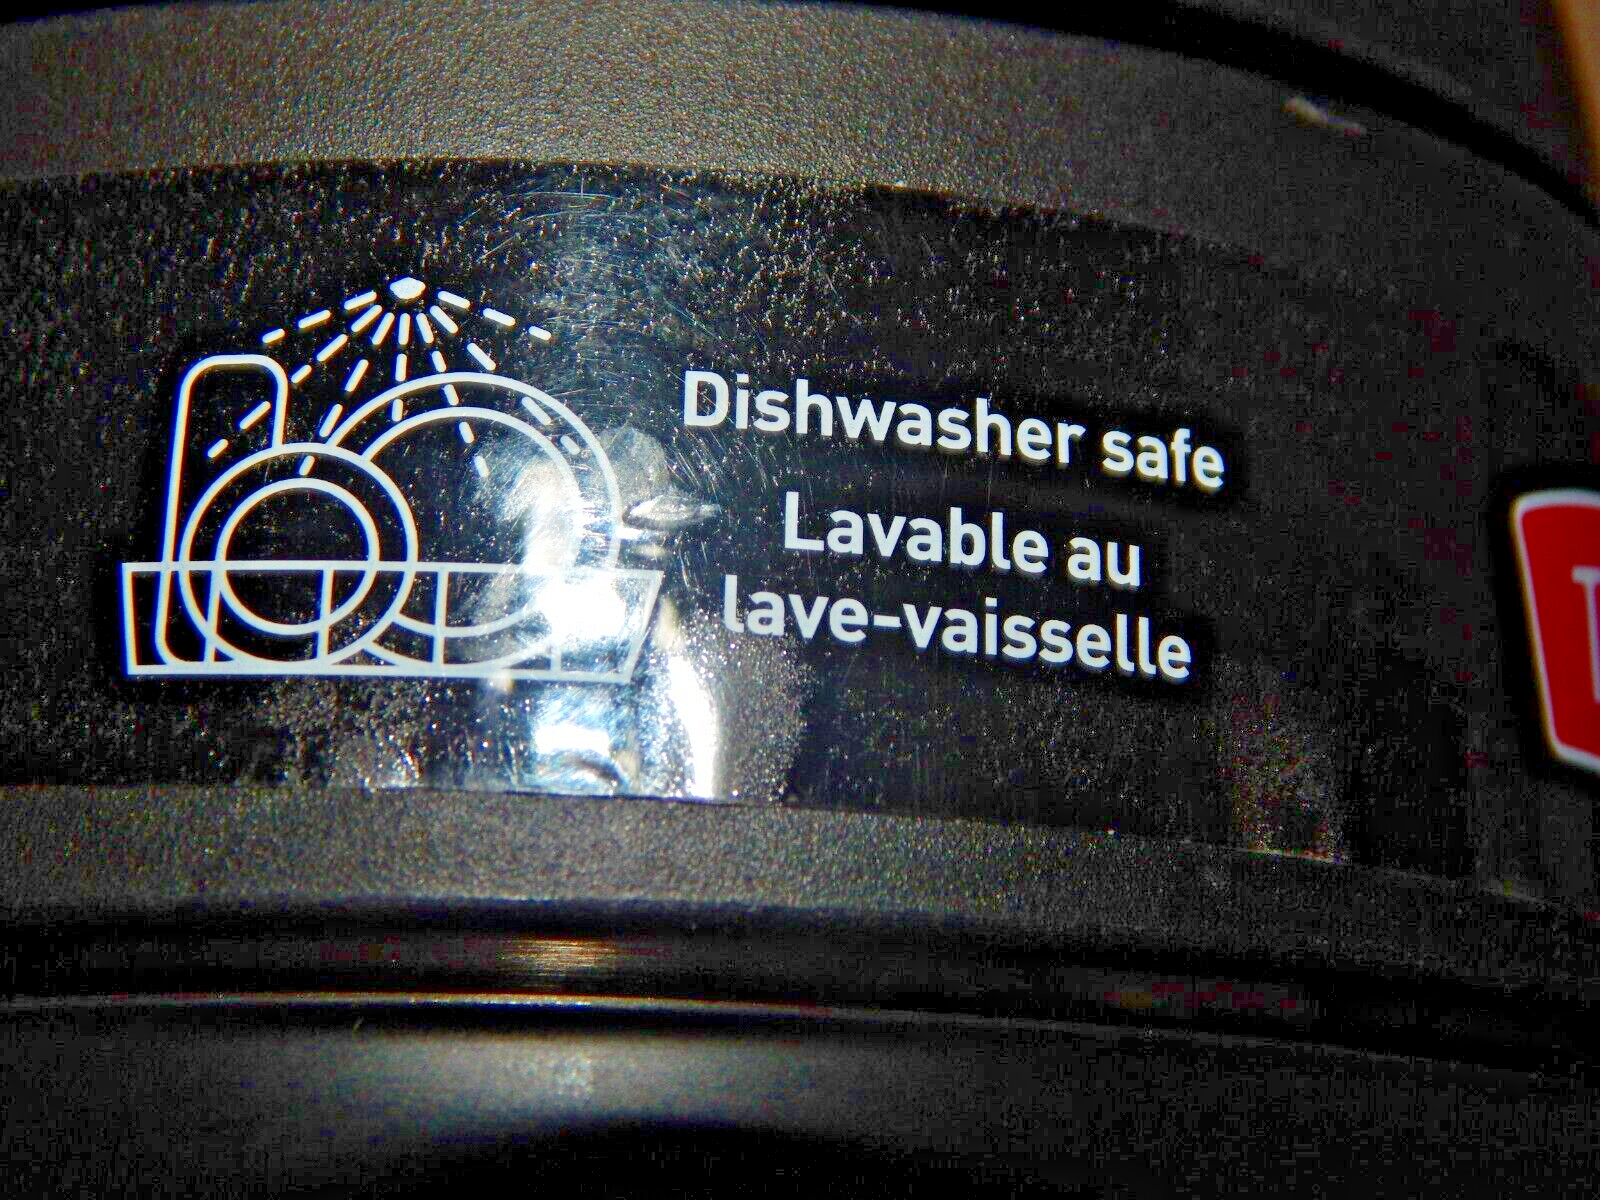 Dishwasher safe
Lavable au
lave-vaisselle